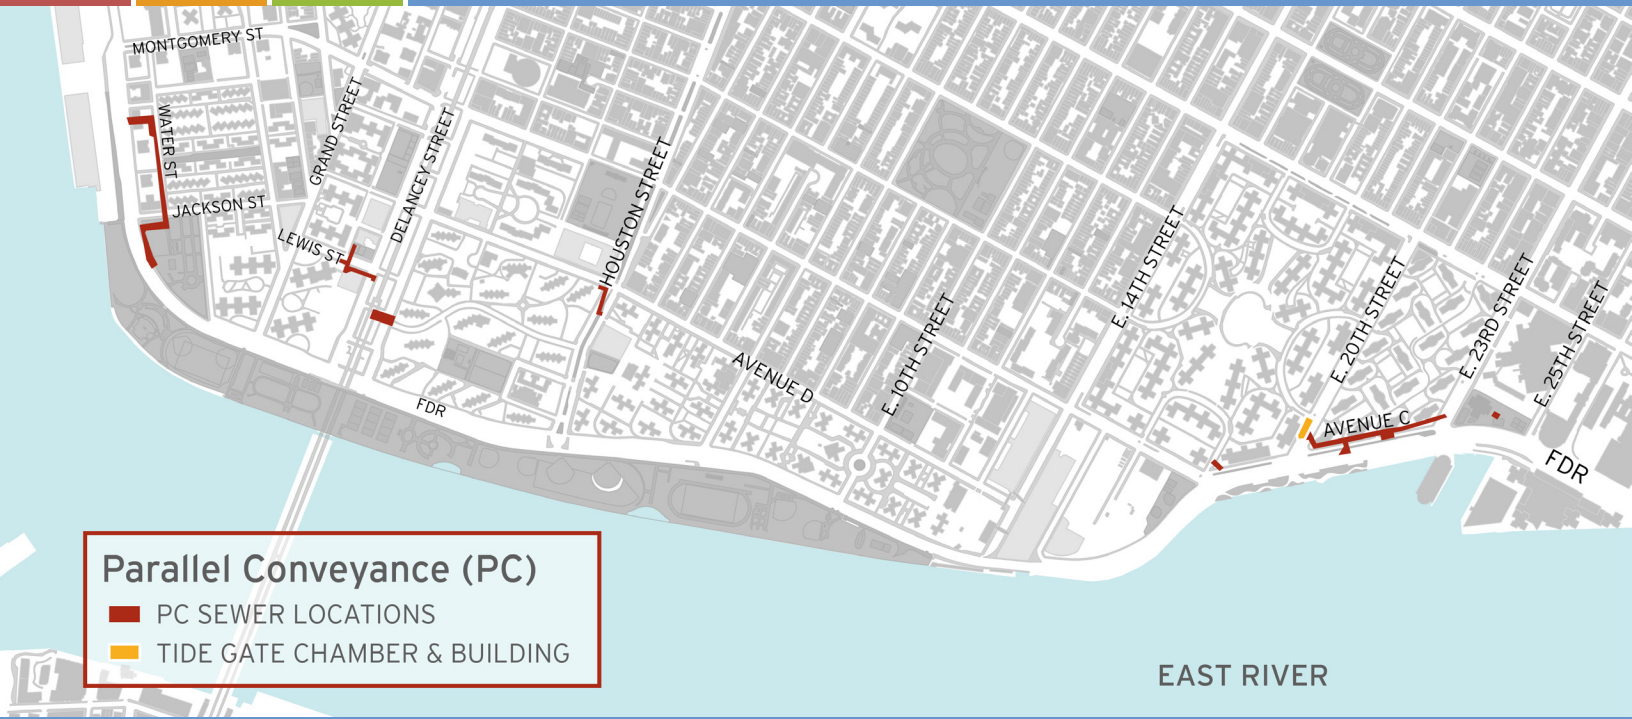 MONTGOMERY ST
WATER ST
GRAND STREET
DELANCEY STREET
JACKSON ST
LEWIS ST
HOUSTON STREET
E. 14TH STREET
E. 20TH STREET
E. 23RD STREET
E. 25TH STREET
E. 10TH STREET
AVENUE D
FDR
AVENUE C
FDR
Parallel Conveyance (PC)
PC SEWER LOCATIONS
TIDE GATE CHAMBER & BUILDING
EAST RIVER